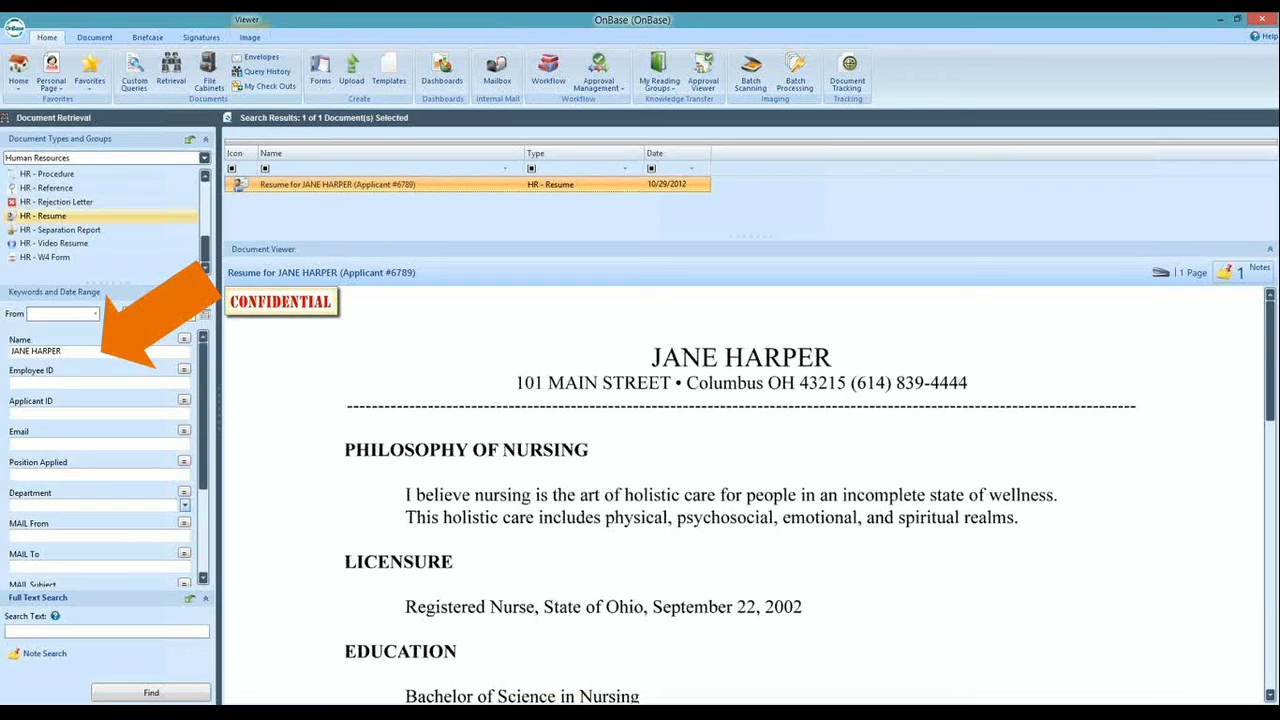 Viewer
OnBase (OnBase)
OnBase
Home Document Briefcase Signatures Image
Help
Home Personal Page Favorites
Favorites
Custom Queries Retrieval File Cabinets
Envelopes
Query History
My Check Outs
Documents
Forms Upload Templates
Create
Dashboards
Dashboards
Mailbox
Internal Mail
Workflow Approval Management
Workflow
My Reading Groups Approval Viewer
Knowledge Transfer
Batch Scanning Batch Processing
Imaging
Document Tracking
Tracking
Document Retrieval
Document Types and Groups
Human Resources
HR - Procedure
HR - Reference
HR - Rejection Letter
HR - Resume
HR - Separation Report
HR - Video Resume
HR - W4 Form
Keywords and Date Range
From
Name
JANE HARPER
Employee ID
Applicant ID
Email
Position Applied
Department
MAIL From
MAIL To
MAIL Subject
Full Text Search
Search Text:
Note Search
Find
Search Results: 1 of 1 Document(s) Selected
Icon Name Type Date
Resume for JANE HARPER (Applicant #6789) HR - Resume 10/29/2012
Document Viewer
Resume for JANE HARPER (Applicant #6789)
1 Page
1 Notes
CONFIDENTIAL
JANE HARPER
101 MAIN STREET • Columbus OH 43215 (614) 839-4444
--------------------------------------------------------------------------------
PHILOSOPHY OF NURSING
I believe nursing is the art of holistic care for people in an incomplete state of wellness.
This holistic care includes physical, psychosocial, emotional, and spiritual realms.
LICENSURE
Registered Nurse, State of Ohio, September 22, 2002
EDUCATION
Bachelor of Science in Nursing